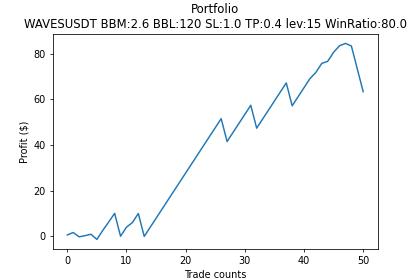 Portfolio
WAVESUSDT BBM:2.6 BBL:120 SL:1.0 TP:0.4 lev:15 WinRatio:80.0
80
60
40
20
0
Profit ($)
0
10
20
30
40
50
Trade counts